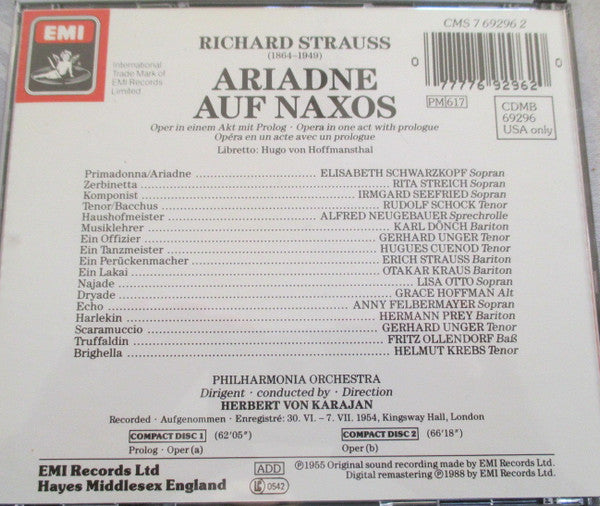 EMI
International
Trade Mark of
EMI Records
Limited.
RICHARD STRAUSS
(1864–1949)
ARIADNE
AUF NAXOS
Oper in einem Akt mit Prolog · Opera in one act with prologue
Opéra en un acte avec un prologue
Libretto: Hugo von Hoffmansthal
CMS 7 69296 2
0 77776 92962 0
PM 617
CDMB
69296
USA only
Primadonna/Ariadne ELISABETH SCHWARZKOPF Sopran
Zerbinetta RITA STREICH Sopran
Komponist IRMGARD SEEFRIED Sopran
Tenor/Bacchus RUDOLF SCHOCK Tenor
Haushofmeister ALFRED NEUGEBAUER Sprechrolle
Musiklehrer KARL DÖNCH Bariton
Ein Offizier GERHARD UNGER Tenor
Ein Tanzmeister HUGUES CUENOD Tenor
Ein Perückenmacher ERICH STRAUSS Bariton
Ein Lakai OTAKAR KRAUS Bariton
Najade LISA OTTO Sopran
Dryade GRACE HOFFMAN Alt
Echo ANNY FELBERMAYER Sopran
Harlekin HERMANN PREY Bariton
Scaramuccio GERHARD UNGER Tenor
Truffaldin FRITZ OLLENDORF Baß
Brighella HELMUT KREBS Tenor
PHILHARMONIA ORCHESTRA
Dirigent · conducted by · Direction
HERBERT VON KARAJAN
Recorded · Aufgenommen · Enregistré: 30. VI. – 7. VII. 1954, Kingsway Hall, London
COMPACT DISC 1 (62'05")
Prolog · Oper (a)
COMPACT DISC 2 (66'18")
Oper (b)
EMI Records Ltd
Hayes Middlesex England
ADD
LC 0542
Ⓟ1955 Original sound recording made by EMI Records Ltd.
Digital remastering Ⓟ1988 by EMI Records Ltd.